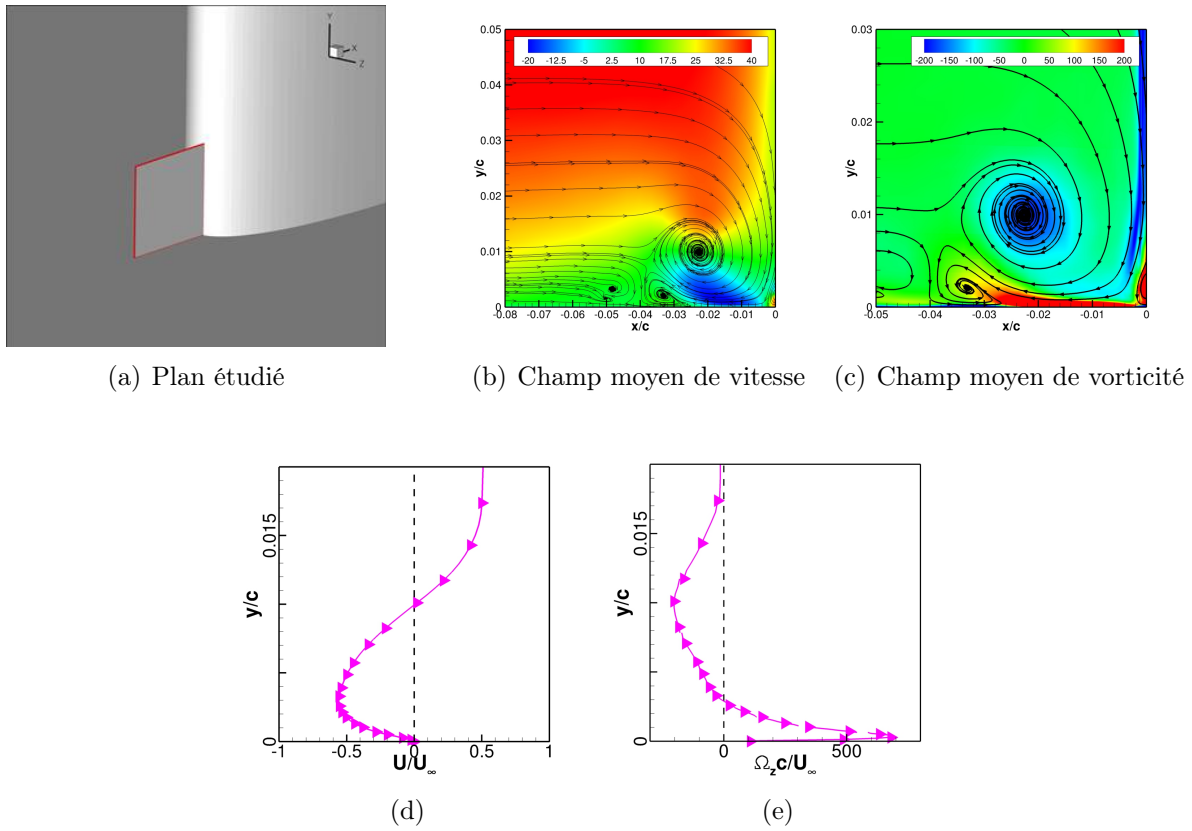 Y
X
Z
-20 -12.5 -5 2.5 10 17.5 25 32.5 40
y/c
0.05
0.04
0.03
0.02
0.01
0
-0.08 -0.07 -0.06 -0.05 -0.04 -0.03 -0.02 -0.01 0
x/c
-200 -150 -100 -50 0 50 100 150 200
y/c
0.03
0.02
0.01
0
-0.05 -0.04 -0.03 -0.02 -0.01 0
x/c
(a) Plan étudié
(b) Champ moyen de vitesse
(c) Champ moyen de vorticité
y/c
0.015
0
-1 -0.5 0 0.5 1
U/U∞
(d)
y/c
0.015
0
0 500
Ωzc/U∞
(e)